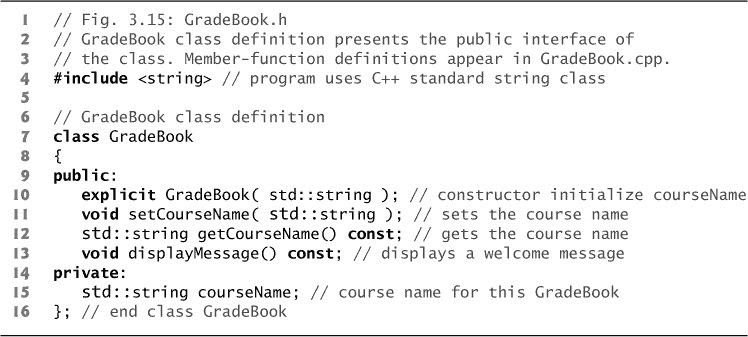 1 // Fig. 3.15: GradeBook.h
2 // GradeBook class definition presents the public interface of
3 // the class. Member-function definitions appear in GradeBook.cpp.
4 #include <string> // program uses C++ standard string class
5
6 // GradeBook class definition
7 class GradeBook
8 {
9 public:
10 explicit GradeBook( std::string ); // constructor initialize courseName
11 void setCourseName( std::string ); // sets the course name
12 std::string getCourseName() const; // gets the course name
13 void displayMessage() const; // displays a welcome message
14 private:
15 std::string courseName; // course name for this GradeBook
16 }; // end class GradeBook